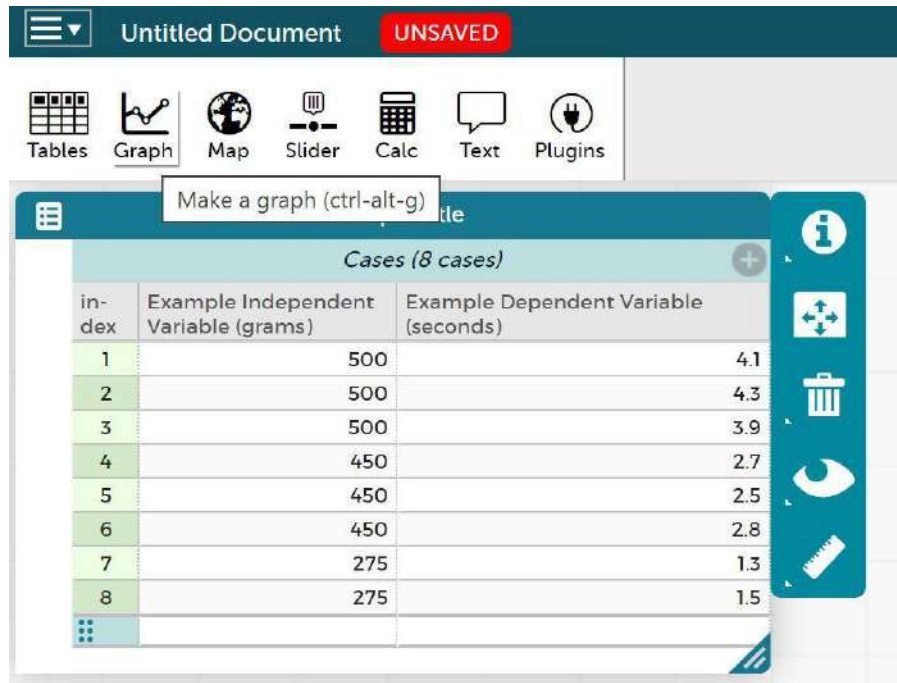 Untitled Document UNSAVED
Tables Graph Map Slider Calc Text Plugins
Make a graph (ctrl-alt-g)
Cases (8 cases)
in-
dex
Example Independent
Variable (grams)
Example Dependent Variable
(seconds)
1 500 4.1
2 500 4.3
3 500 3.9
4 450 2.7
5 450 2.5
6 450 2.8
7 275 1.3
8 275 1.5